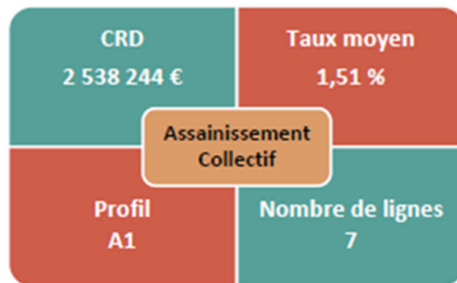 CRD
2 538 244 €
Taux moyen
1,51 %
Assainissement
Collectif
Profil
A1
Nombre de lignes
7